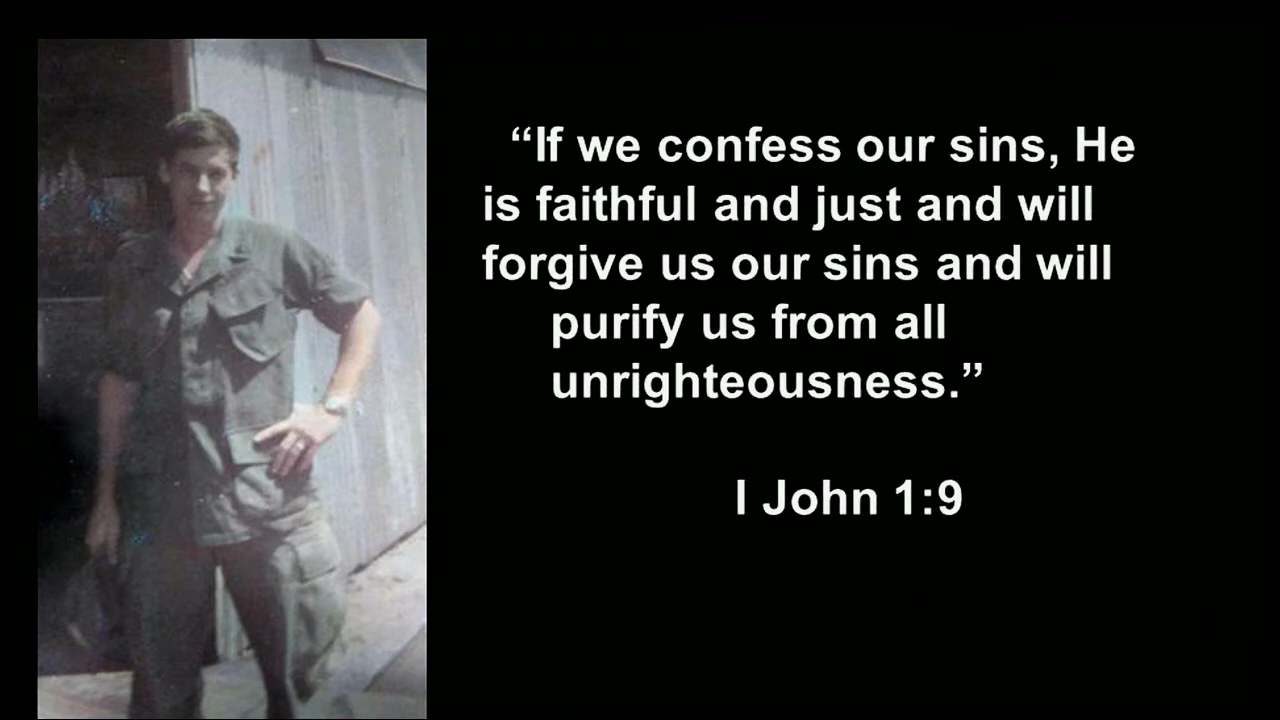 “If we confess our sins, He
is faithful and just and will
forgive us our sins and will
purify us from all
unrighteousness.”
I John 1:9